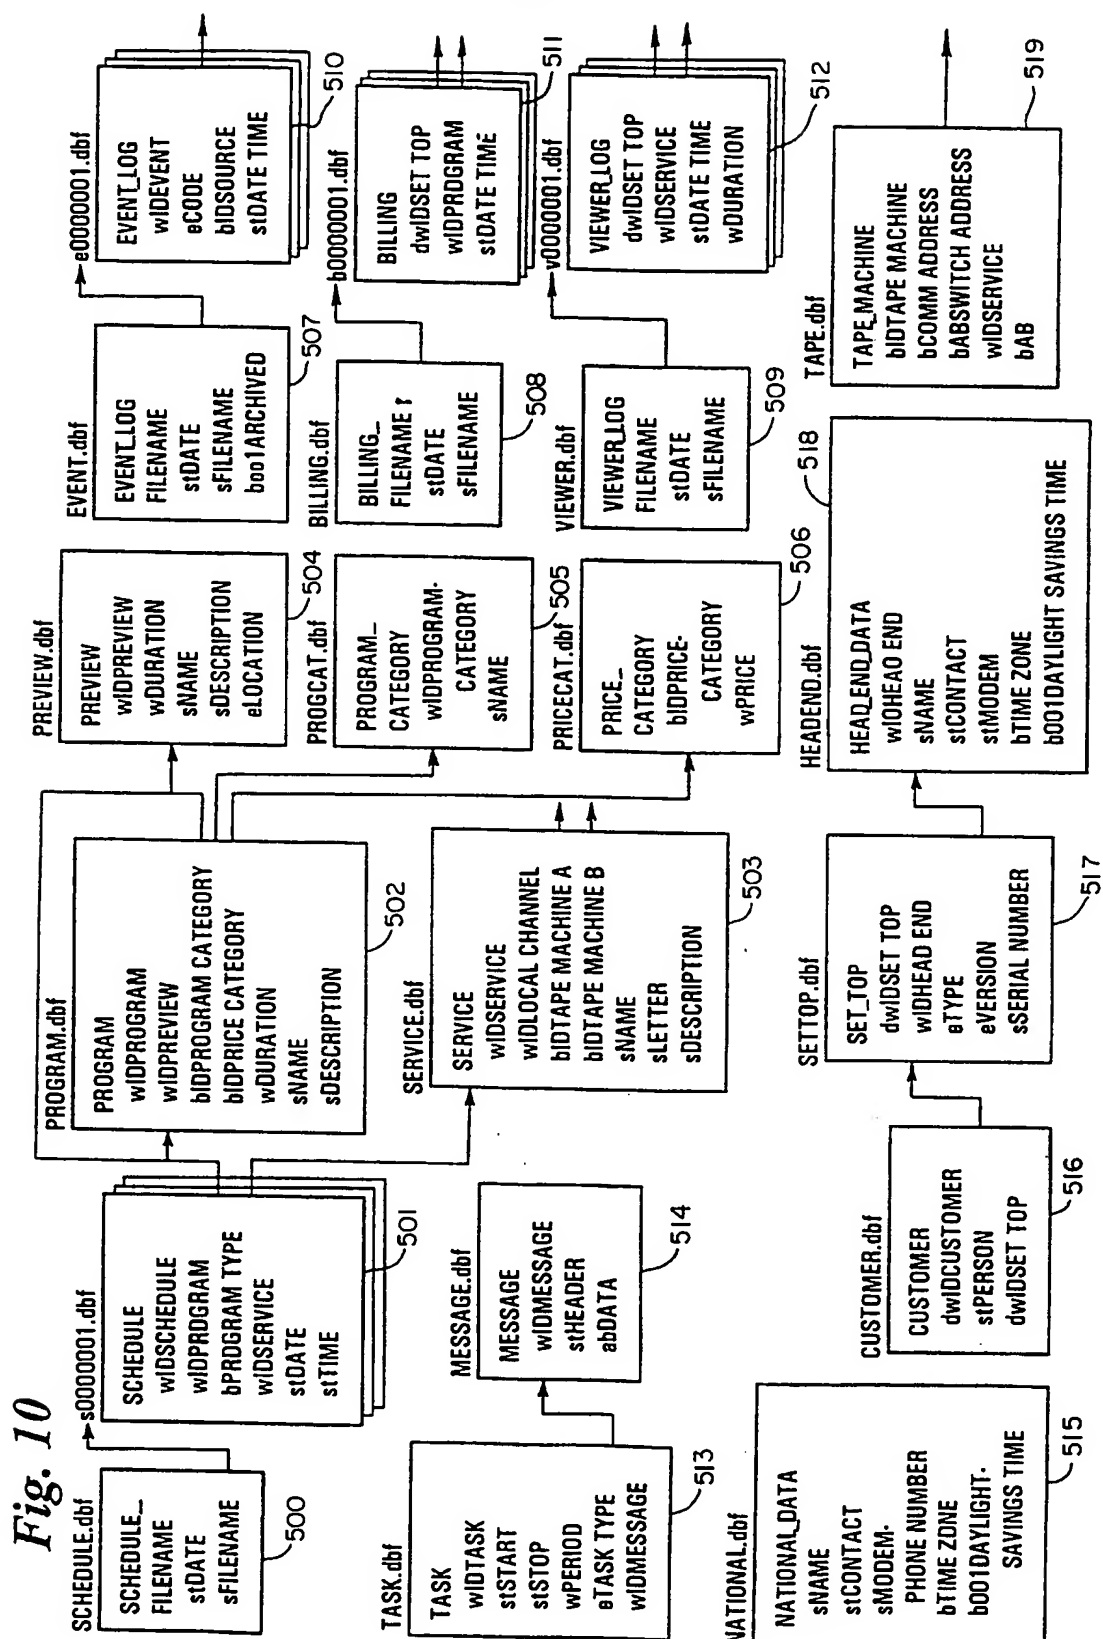 Fig. 10
SCHEDULE.dbf
SCHEDULE_
FILENAME
stDATE
sFILENAME
500
s0000001.dbf
SCHEDULE
wIDSCHEDULE
wIDPRDGRAM
bPRDGRAM TYPE
wIDSERVICE
stDATE
stTIME
501
PROGRAM.dbf
PROGRAM
wIDPROGRAM
wIDPREVIEW
bIDPROGRAM CATEGORY
bIDPRICE CATEGORY
wDURATION
sNAME
sDESCRIPTION
502
PREVIEW.dbf
PREVIEW
wIDPREVIEW
wDURATION
sNAME
sDESCRIPTION
eLOCATION
504
EVENT.dbf
EVENT_LOG
FILENAME
stDATE
sFILENAME
boo1ARCHIVED
507
e0000001.dbf
EVENT_LOG
wIDEVENT
eCODE
bIDSOURCE
stDATE TIME
510
PROGCAT.dbf
PROGRAM_
CATEGORY
wIDPROGRAM-
CATEGORY
sNAME
505
BILLING.dbf
BILLING_
FILENAME r
stDATE
sFILENAME
508
b0000001.dbf
BILLING
dwIDSET TOP
wIDPRDGRAM
stDATE TIME
511
SERVICE.dbf
SERVICE
wIDSERVICE
wIDLOCAL CHANNEL
bIDTAPE MACHINE A
bIDTAPE MACHINE B
sNAME
sLETTER
sDESCRIPTION
503
PRICECAT.dbf
PRICE_
CATEGORY
bIDPRICE-
CATEGORY
wPRICE
506
VIEWER.dbf
VIEWER_LOG
FILENAME
stDATE
sFILENAME
509
v0000001.dbf
VIEWER_LOG
dwIDSET TOP
wIDSERVICE
stDATE TIME
wDURATION
512
TASK.dbf
TASK
wIDTASK
stSTART
stSTOP
wPERIOD
eTASK TYPE
wIDMESSAGE
513
MESSAGE.dbf
MESSAGE
wIDMESSAGE
stHEADER
abDATA
514
NATIONAL.dbf
NATIONAL_DATA
sNAME
stCONTACT
sMODEM-
PHONE NUMBER
bTIME ZDNE
b001DAYLIGHT-
SAVINGS TIME
515
CUSTOMER.dbf
CUSTOMER
dwIDCUSTOMER
stPERSON
dwIDSET TOP
516
SETTOP.dbf
SET_TOP
dwIDSET TOP
wIDHEAD END
eTYPE
eVERSION
sSERIAL NUMBER
517
HEADEND.dbf
HEAD_END_DATA
wIOHEAO END
sNAME
stCONTACT
stMODEM
bTIME ZONE
b001DAYLIGHT SAVINGS TIME
518
TAPE.dbf
TAPE_MACHINE
bIDTAPE MACHINE
bCOMM ADDRESS
bABSWITCH ADDRESS
wIDSERVICE
bAB
519